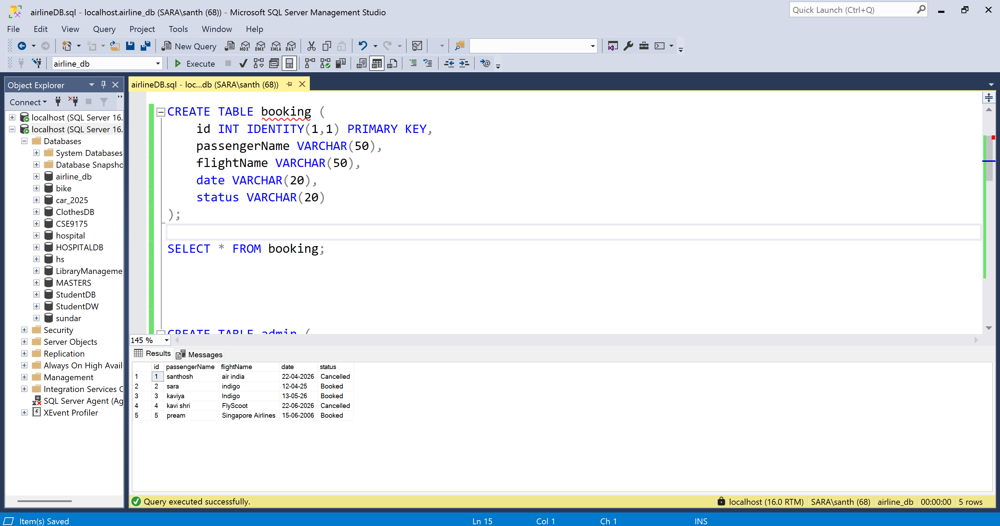 airlineDB.sql - localhost.airline_db (SARA\santh (68)) - Microsoft SQL Server Management Studio
Quick Launch (Ctrl+Q)
File Edit View Query Project Tools Window Help
New Query MDX DMX XMLA DAX
airline_db Execute
Object Explorer
Connect
localhost (SQL Server 16.
localhost (SQL Server 16.
Databases
System Databases
Database Snapsho
airline_db
bike
car_2025
ClothesDB
CSE9175
hospital
HOSPITALDB
hs
LibraryManageme
MASTERS
StudentDB
StudentDW
sundar
Security
Server Objects
Replication
Always On High Avail
Management
Integration Services C
SQL Server Agent (Ag
XEvent Profiler
airlineDB.sql - loc...db (SARA\santh (68))
CREATE TABLE booking (
id INT IDENTITY(1,1) PRIMARY KEY,
passengerName VARCHAR(50),
flightName VARCHAR(50),
date VARCHAR(20),
status VARCHAR(20)
);
SELECT * FROM booking;
CREATE TABLE admin (
145 %
Results Messages
id passengerName flightName date status
1 1 santhosh air india 22-04-2026 Cancelled
2 2 sara indigo 12-04-25 Booked
3 3 kaviya Indigo 13-05-26 Booked
4 4 kavi shri FlyScoot 22-06-2026 Cancelled
5 5 pream Singapore Airlines 15-06-2006 Booked
Query executed successfully. localhost (16.0 RTM) SARA\santh (68) airline_db 00:00:00 5 rows
Item(s) Saved Ln 15 Col 1 Ch 1 INS